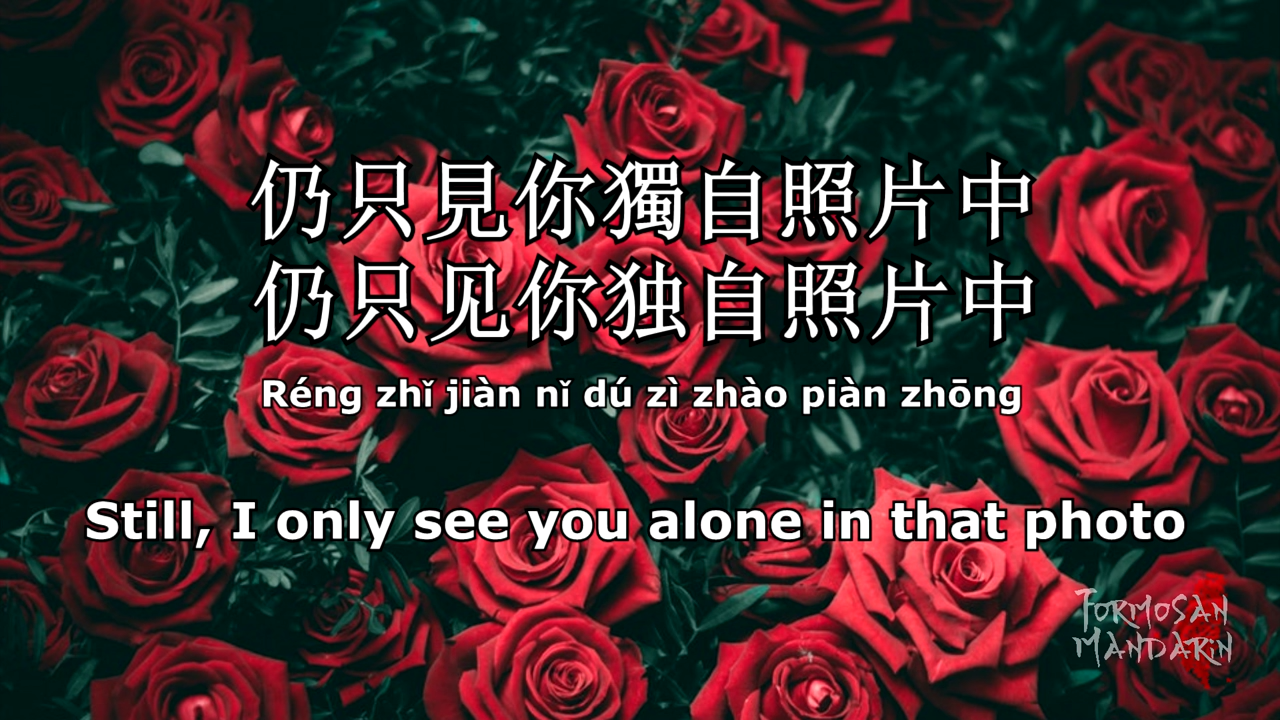 仍只見你獨自照片中
仍只见你独自照片中
Réng zhǐ jiàn nǐ dú zì zhào piàn zhōng
Still, I only see you alone in that photo
FORMOSAN
MANDARIN